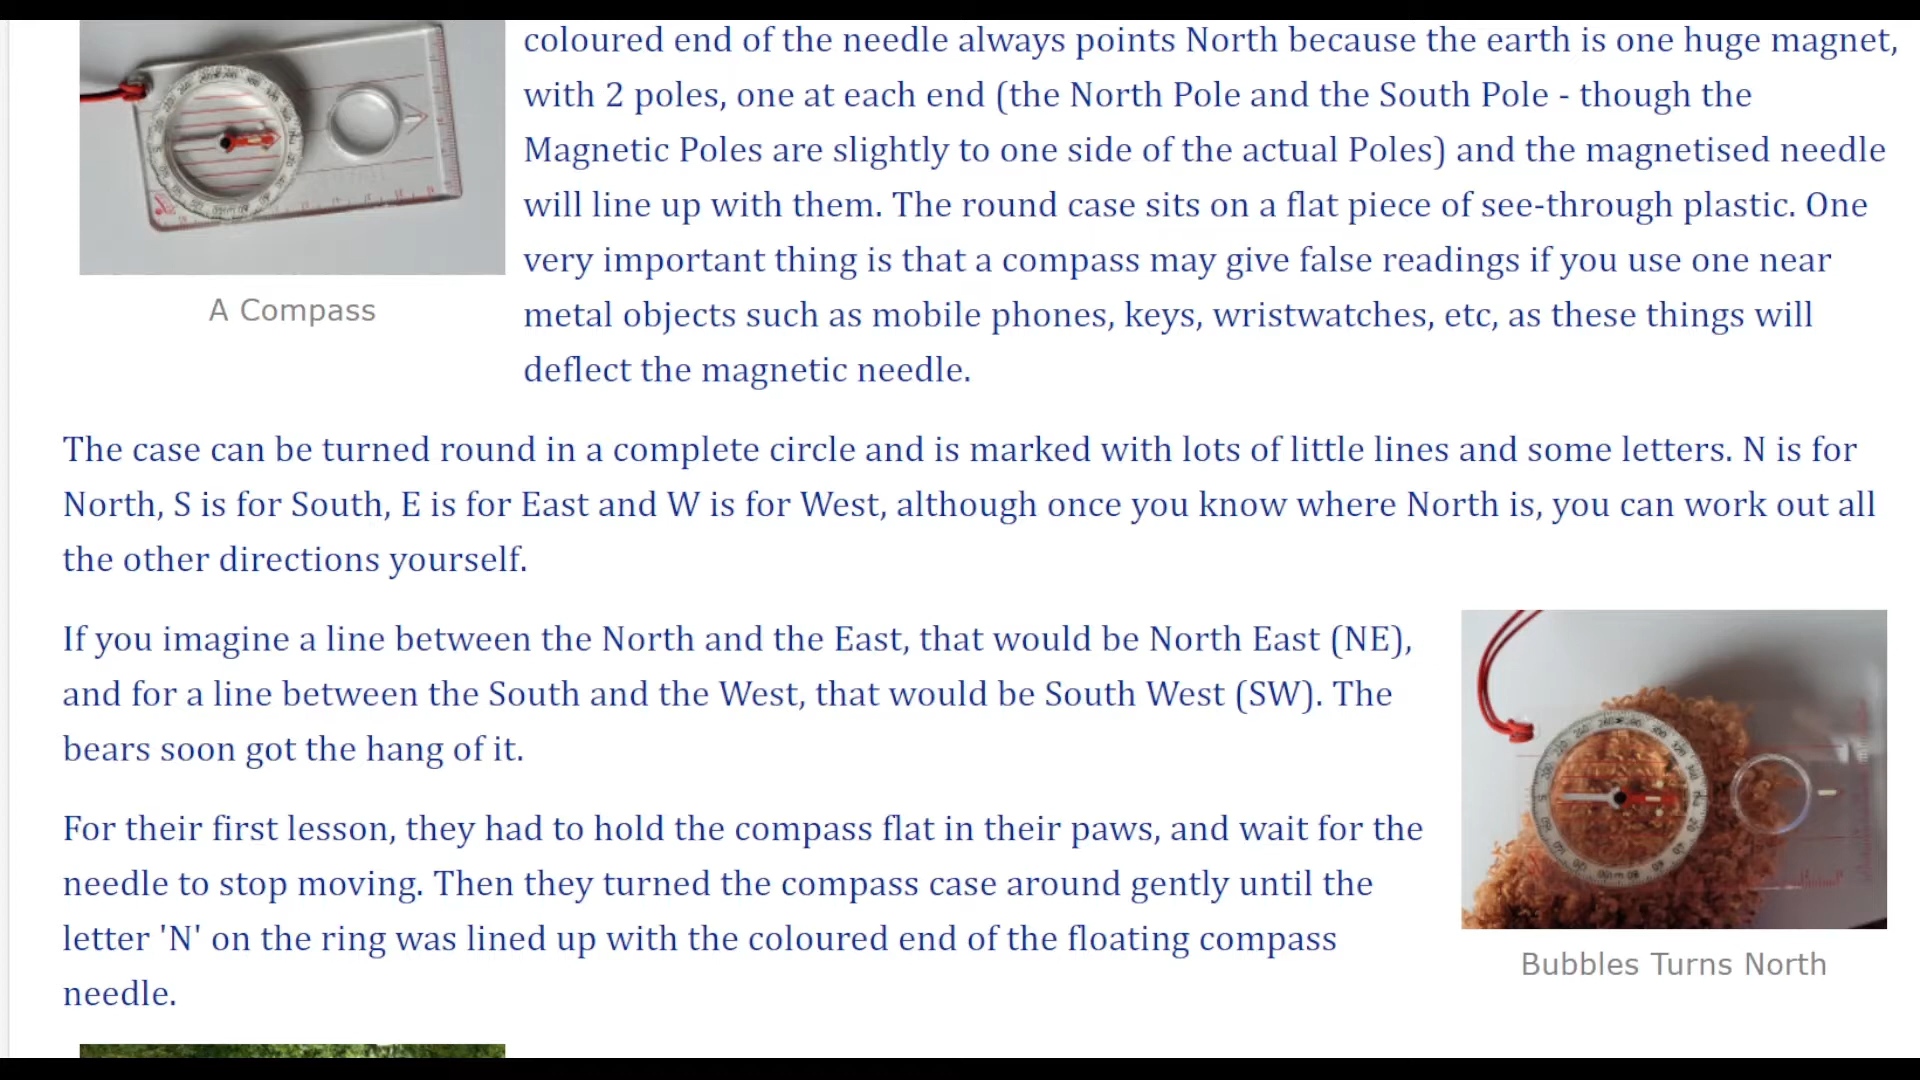 coloured end of the needle always points North because the earth is one huge magnet,
with 2 poles, one at each end (the North Pole and the South Pole - though the
Magnetic Poles are slightly to one side of the actual Poles) and the magnetised needle
will line up with them. The round case sits on a flat piece of see-through plastic. One
very important thing is that a compass may give false readings if you use one near
metal objects such as mobile phones, keys, wristwatches, etc, as these things will
deflect the magnetic needle.
A Compass
The case can be turned round in a complete circle and is marked with lots of little lines and some letters. N is for
North, S is for South, E is for East and W is for West, although once you know where North is, you can work out all
the other directions yourself.
If you imagine a line between the North and the East, that would be North East (NE),
and for a line between the South and the West, that would be South West (SW). The
bears soon got the hang of it.
For their first lesson, they had to hold the compass flat in their paws, and wait for the
needle to stop moving. Then they turned the compass case around gently until the
letter 'N' on the ring was lined up with the coloured end of the floating compass
needle.
Bubbles Turns North